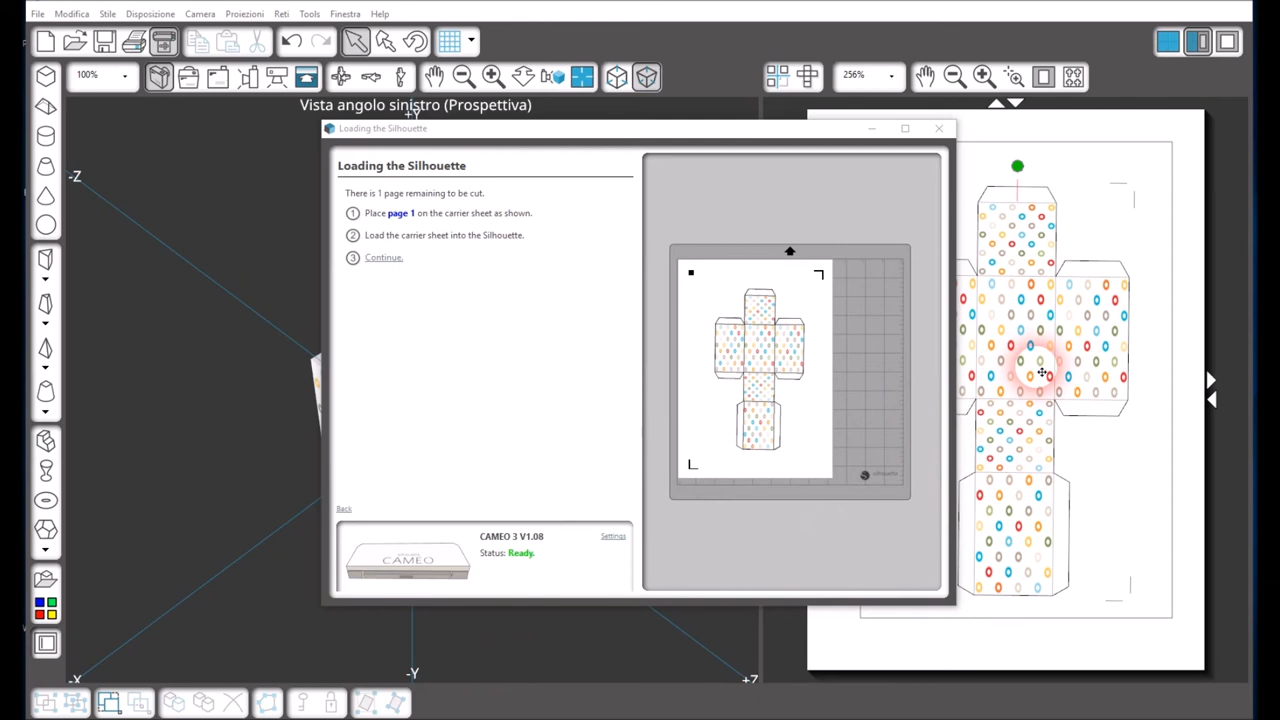 File Modifica Stile Disposizione Camera Proiezioni Reti Tools Finestra Help
100%
256%
Vista angolo sinistro (Prospettiva)
+Y
-Z
Loading the Silhouette
Loading the Silhouette
There is 1 page remaining to be cut.
1 Place page 1 on the carrier sheet as shown.
2 Load the carrier sheet into the Silhouette.
3 Continue.
Back
CAMEO 3 V1.08
Settings
Status: Ready.
CAMEO
silhouette
-X
-Y
+Z